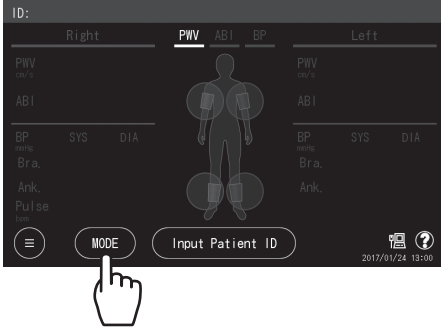 ID:
Right PWV ABI BP Left
PWV PWV
cm/s cm/s
ABI ABI
BP SYS DIA BP SYS DIA
mmHg mmHg
Bra. Bra.
Ank. Ank.
Pulse
bpm
MODE Input Patient ID ?
2017/01/24 13:00